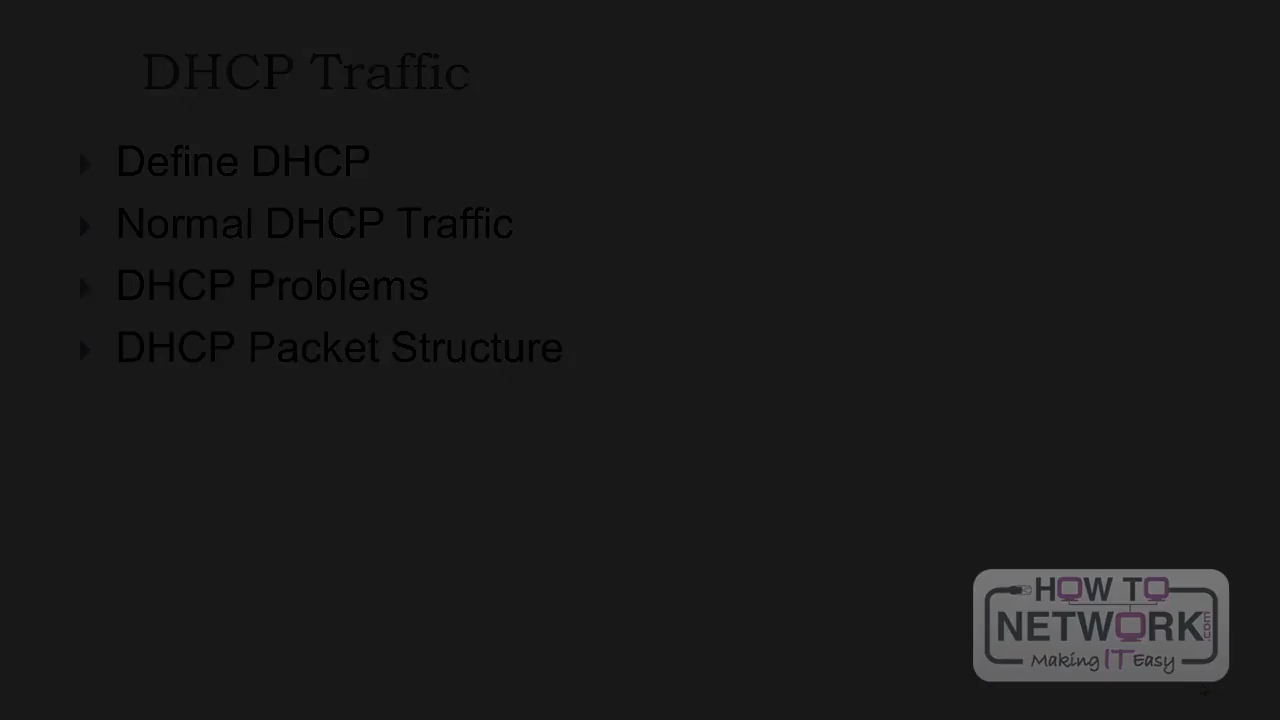 DHCP Traffic
Define DHCP
Normal DHCP Traffic
DHCP Problems
DHCP Packet Structure
HOW TO
NETWORK.com
Making IT Easy